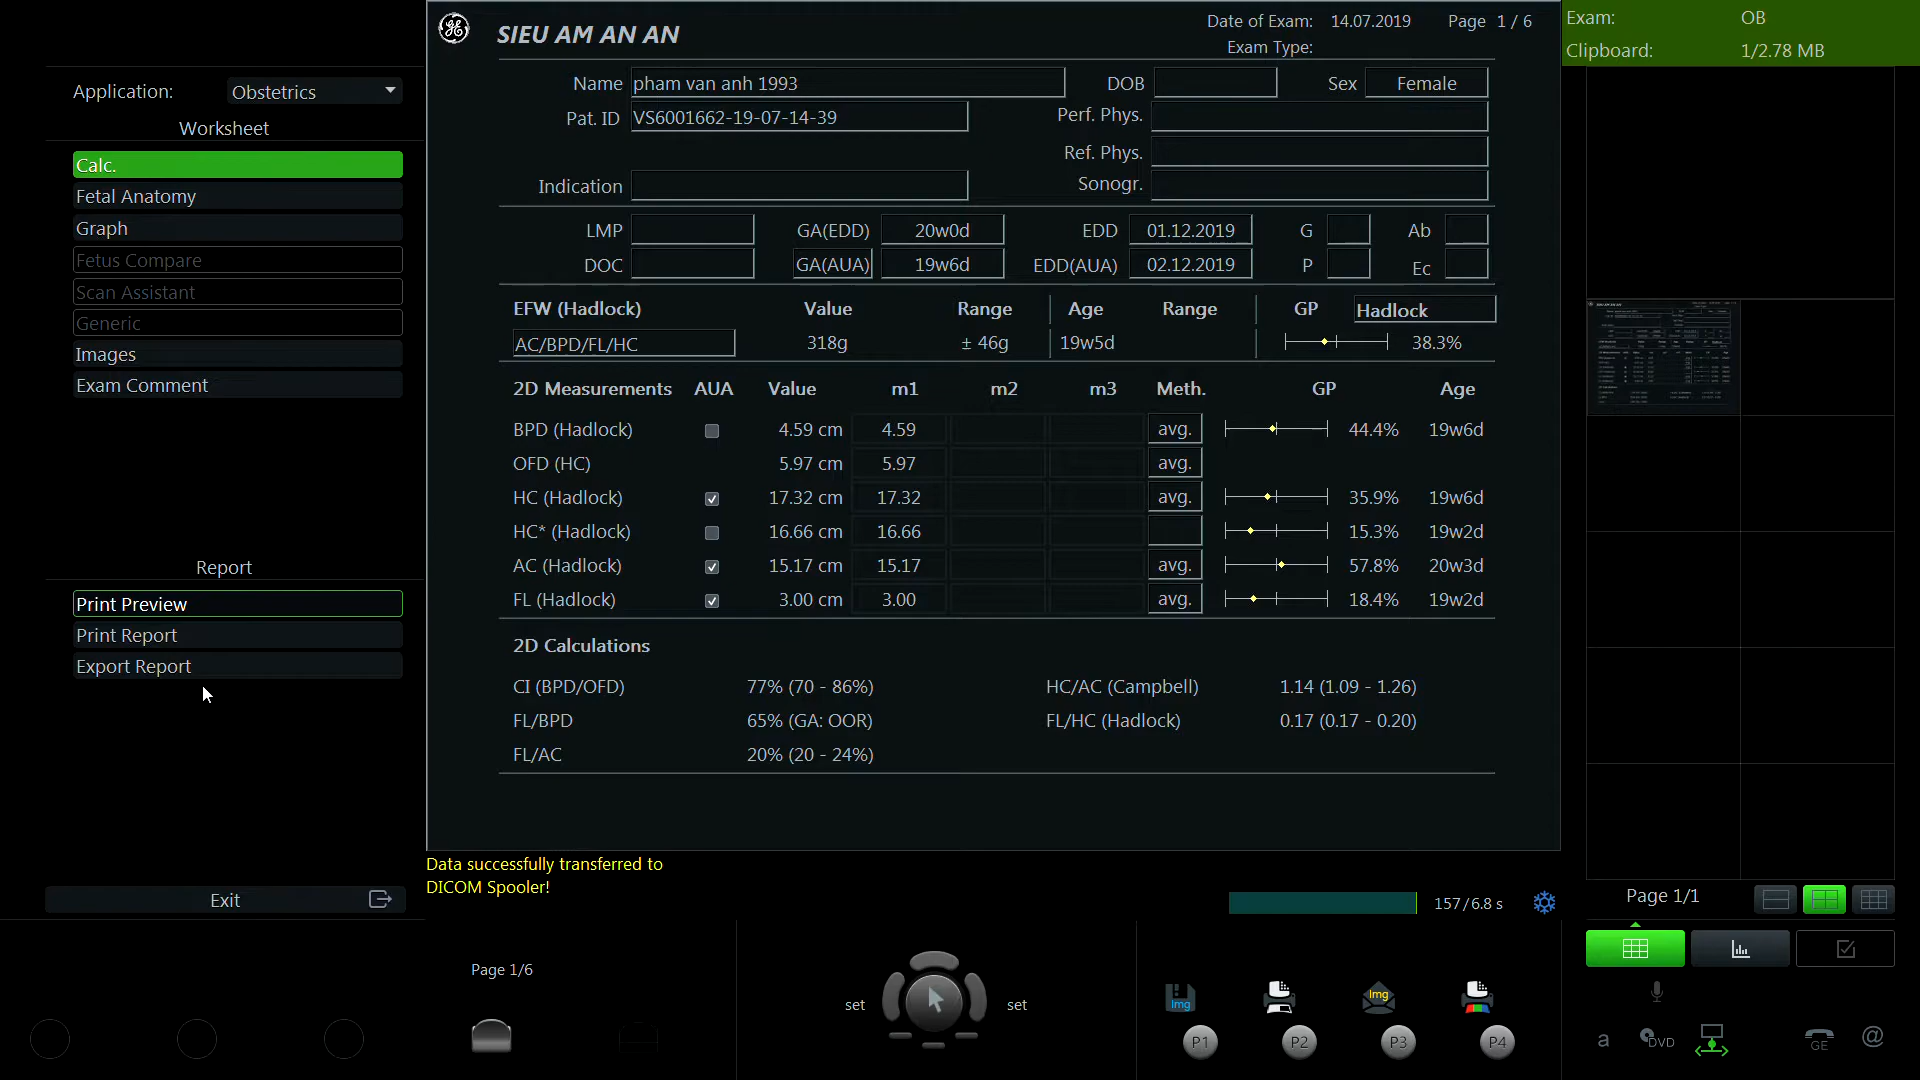 SIEU AM AN AN
Date of Exam: 14.07.2019 Page 1 / 6
Exam Type:
Exam: OB
Clipboard: 1/2.78 MB
Application: Obstetrics
Worksheet
Calc.
Fetal Anatomy
Graph
Fetus Compare
Scan Assistant
Generic
Images
Exam Comment
Report
Print Preview
Print Report
Export Report
Exit
Name pham van anh 1993 DOB Sex Female
Pat. ID VS6001662-19-07-14-39 Perf. Phys.
Ref. Phys.
Indication Sonogr.
LMP GA(EDD) 20w0d EDD 01.12.2019 G Ab
DOC GA(AUA) 19w6d EDD(AUA) 02.12.2019 P Ec
EFW (Hadlock) Value Range Age Range GP Hadlock
AC/BPD/FL/HC 318g ± 46g 19w5d 38.3%
2D Measurements AUA Value m1 m2 m3 Meth. GP Age
BPD (Hadlock) 4.59 cm 4.59 avg. 44.4% 19w6d
OFD (HC) 5.97 cm 5.97 avg.
HC (Hadlock) 17.32 cm 17.32 avg. 35.9% 19w6d
HC* (Hadlock) 16.66 cm 16.66 15.3% 19w2d
AC (Hadlock) 15.17 cm 15.17 avg. 57.8% 20w3d
FL (Hadlock) 3.00 cm 3.00 avg. 18.4% 19w2d
2D Calculations
CI (BPD/OFD) 77% (70 - 86%) HC/AC (Campbell) 1.14 (1.09 - 1.26)
FL/BPD 65% (GA: OOR) FL/HC (Hadlock) 0.17 (0.17 - 0.20)
FL/AC 20% (20 - 24%)
Data successfully transferred to
DICOM Spooler!
157/6.8 s
Page 1/1
Page 1/6
set set
Img Img
P1 P2 P3 P4
a DVD GE @